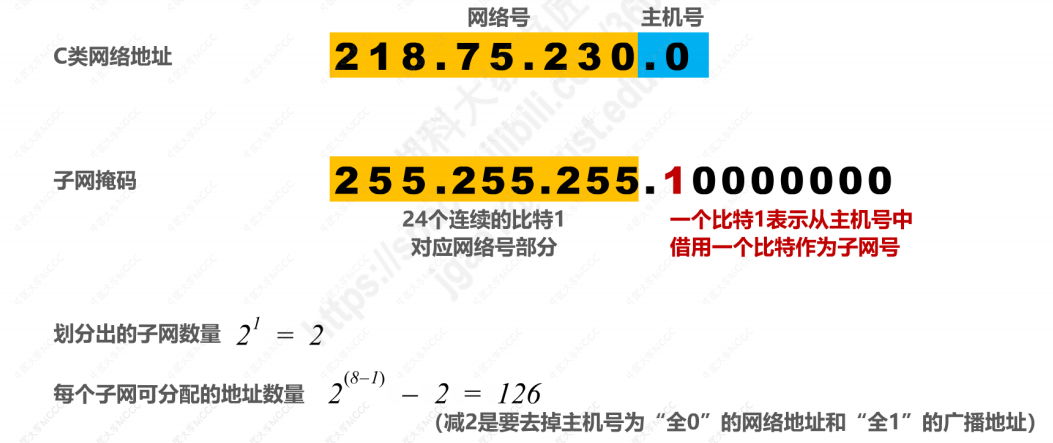 网络号 主机号
C类网络地址 218.75.230.0
子网掩码 255.255.255.10000000
24个连续的比特1 一个比特1表示从主机号中
对应网络号部分 借用一个比特作为子网号
划分出的子网数量 2^1 = 2
每个子网可分配的地址数量 2^(8-1) - 2 = 126
(减2是要去掉主机号为“全0”的网络地址和“全1”的广播地址)